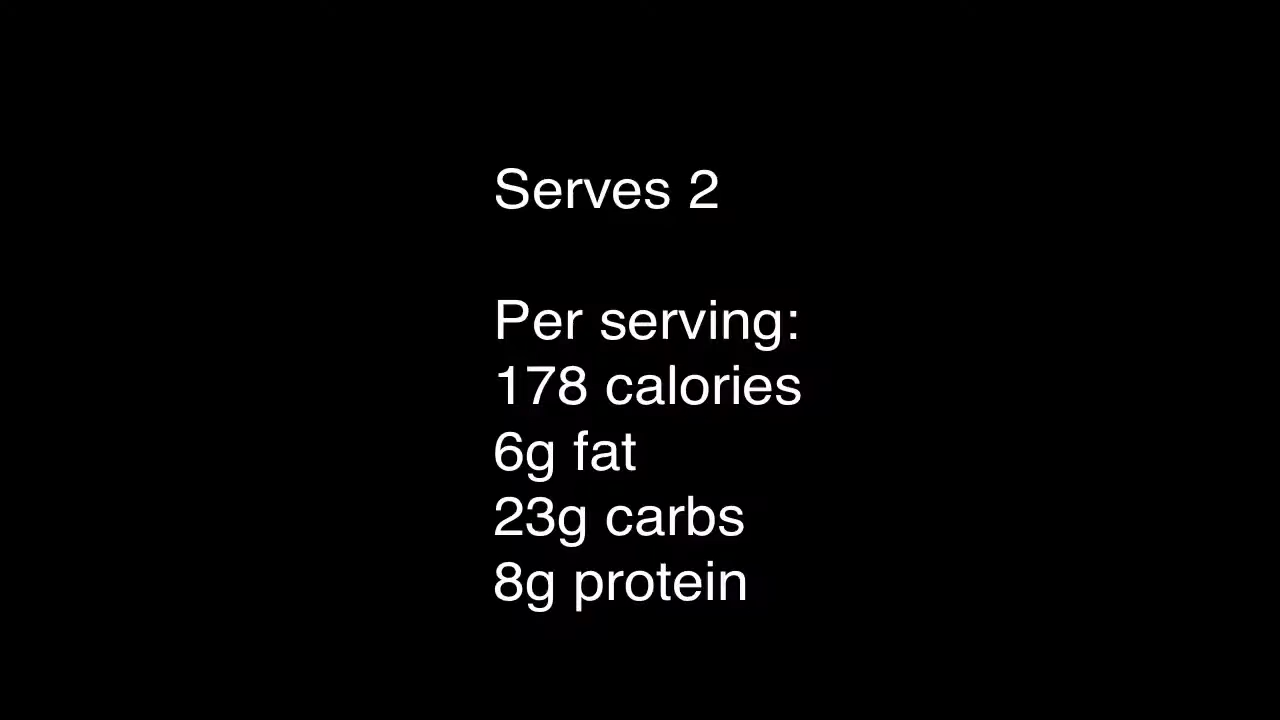 Serves 2
Per serving:
178 calories
6g fat
23g carbs
8g protein